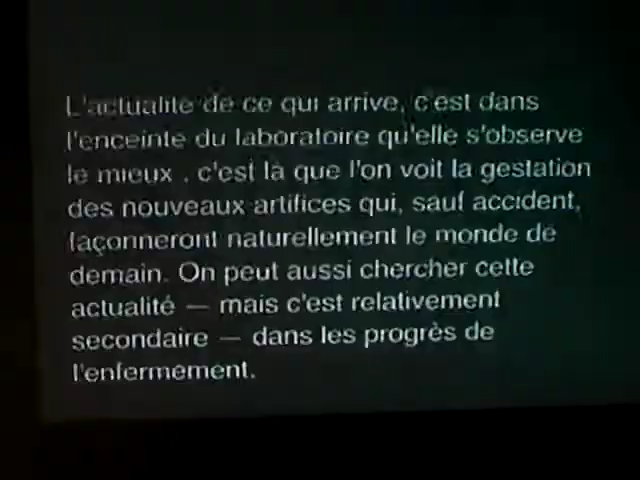 L'actualité de ce qui arrive, c'est dans
l'enceinte du laboratoire qu'elle s'observe
le mieux , c'est là que l'on voit la gestation
des nouveaux artifices qui, sauf accident,
façonneront naturellement le monde de
demain. On peut aussi chercher cette
actualité — mais c'est relativement
secondaire — dans les progrès de
l'enfermement.